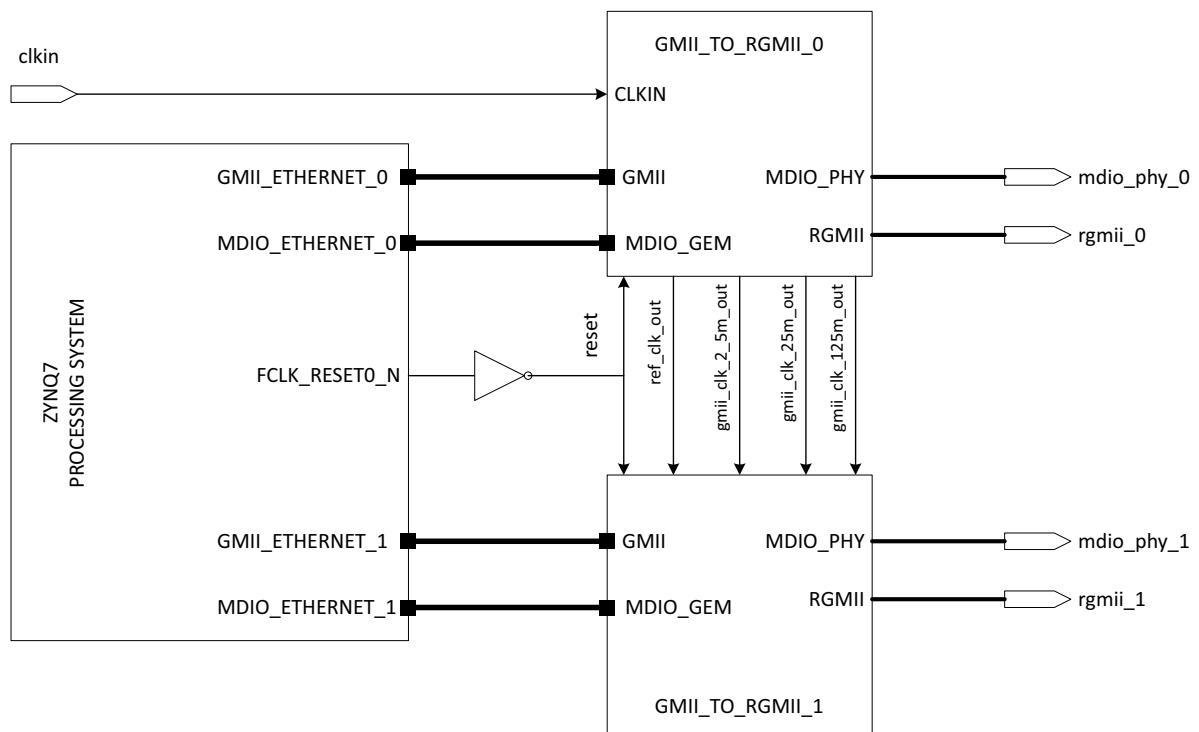 GMII_TO_RGMII_0
clkin
CLKIN
GMII_ETHERNET_0
GMII
MDIO_PHY
mdio_phy_0
MDIO_ETHERNET_0
MDIO_GEM
RGMII
rgmii_0
ZYNQ7
PROCESSING SYSTEM
FCLK_RESET0_N
reset
ref_clk_out
gmii_clk_2_5m_out
gmii_clk_25m_out
gmii_clk_125m_out
GMII_ETHERNET_1
GMII
MDIO_PHY
mdio_phy_1
MDIO_ETHERNET_1
MDIO_GEM
RGMII
rgmii_1
GMII_TO_RGMII_1